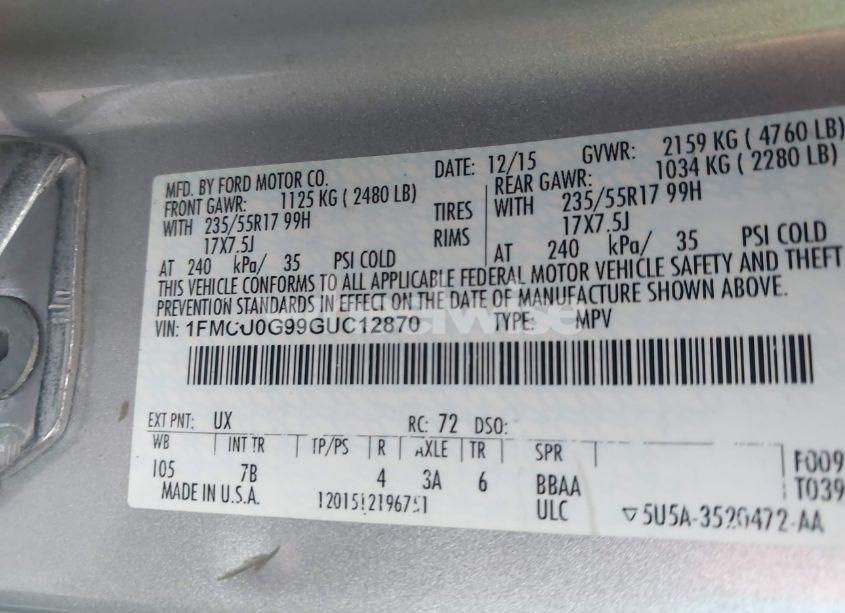 MFD. BY FORD MOTOR CO. DATE: 12/15 GVWR: 2159 KG ( 4760 LB)
FRONT GAWR: 1125 KG ( 2480 LB) REAR GAWR: 1034 KG ( 2280 LB)
WITH 235/55R17 99H TIRES WITH 235/55R17 99H
17X7.5J RIMS 17X7.5J
AT 240 kPa/ 35 PSI COLD AT 240 kPa/ 35 PSI COLD
THIS VEHICLE CONFORMS TO ALL APPLICABLE FEDERAL MOTOR VEHICLE SAFETY AND THEFT
PREVENTION STANDARDS IN EFFECT ON THE DATE OF MANUFACTURE SHOWN ABOVE.
VIN: 1FMCU0G99GUC12870 TYPE: MPV
EXT PNT: UX RC: 72 DSO:
WB INT TR TP/PS R AXLE TR SPR
105 7B 4 3A 6 BBAA F009
MADE IN U.S.A. ULC T039
▽5U5A-3520472-AA